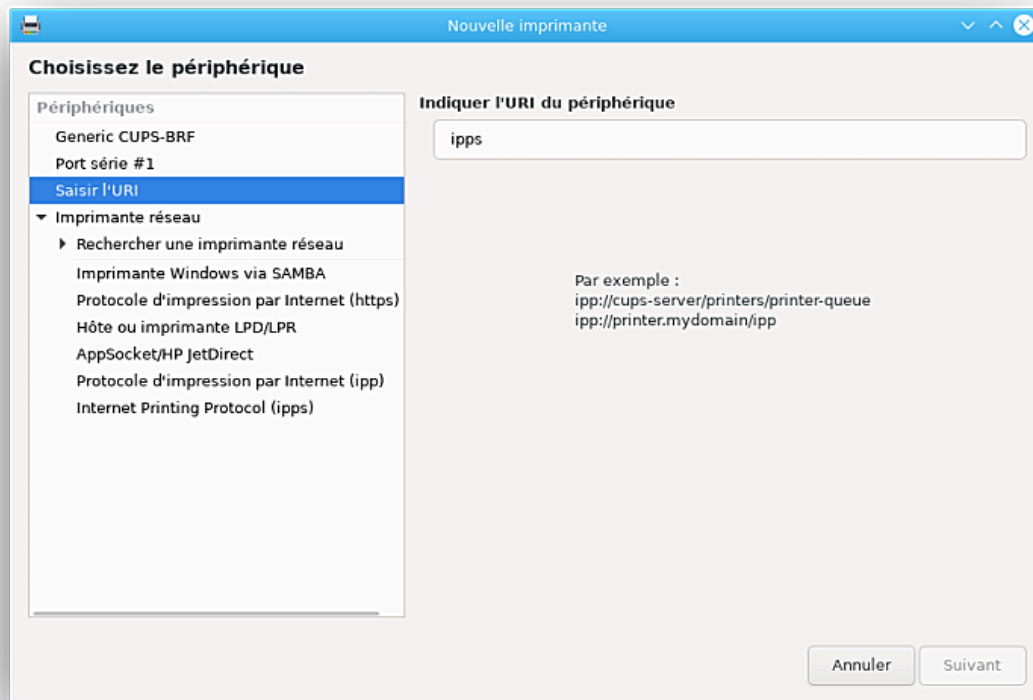 Nouvelle imprimante
Choisissez le périphérique
Périphériques
Generic CUPS-BRF
Port série #1
Saisir l'URI
Imprimante réseau
Rechercher une imprimante réseau
Imprimante Windows via SAMBA
Protocole d'impression par Internet (https)
Hôte ou imprimante LPD/LPR
AppSocket/HP JetDirect
Protocole d'impression par Internet (ipp)
Internet Printing Protocol (ipps)
Indiquer l'URI du périphérique
ipps
Par exemple :
ipp://cups-server/printers/printer-queue
ipp://printer.mydomain/ipp
Annuler
Suivant